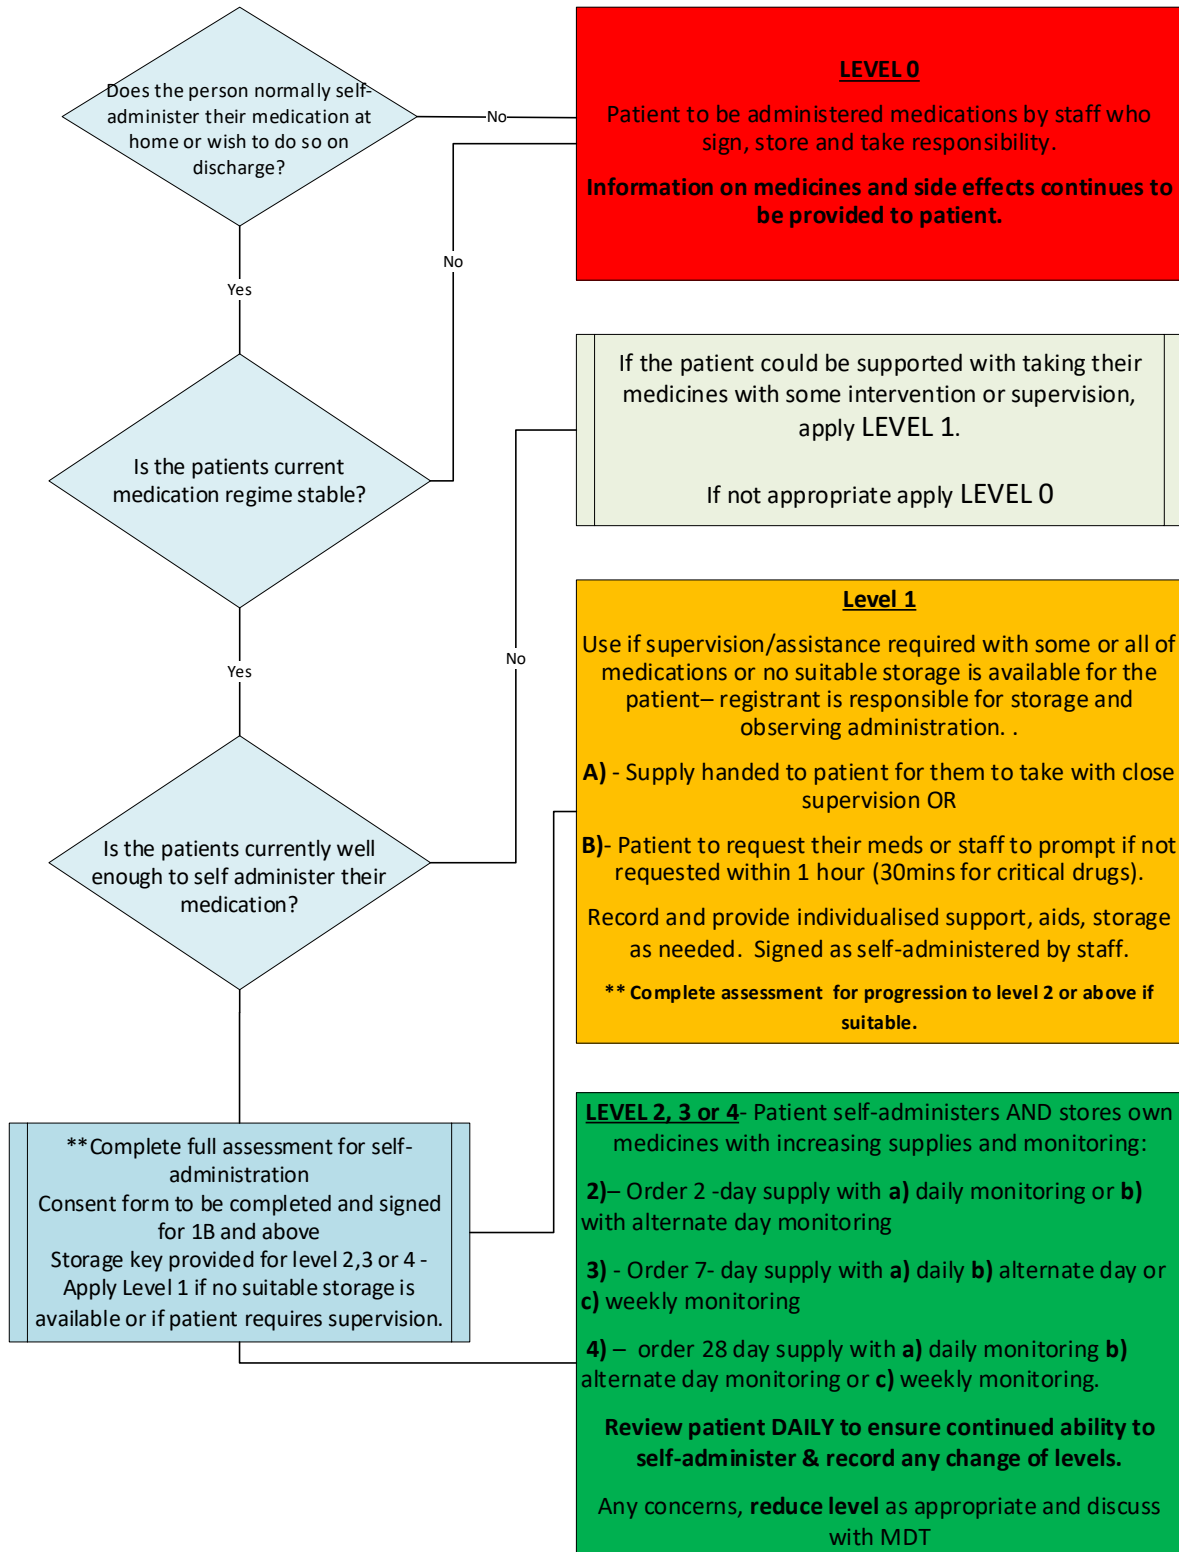 Does the person normally self-
administer their medication at
home or wish to do so on
discharge?
No
LEVEL 0
Patient to be administered medications by staff who
sign, store and take responsibility.
Information on medicines and side effects continues to
be provided to patient.
No
Yes
If the patient could be supported with taking their
medicines with some intervention or supervision,
apply LEVEL 1.
If not appropriate apply LEVEL 0
Is the patients current
medication regime stable?
No
Yes
Level 1
Use if supervision/assistance required with some or all of
medications or no suitable storage is available for the
patient– registrant is responsible for storage and
observing administration. .
A) - Supply handed to patient for them to take with close
supervision OR
B)- Patient to request their meds or staff to prompt if not
requested within 1 hour (30mins for critical drugs).
Record and provide individualised support, aids, storage
as needed.  Signed as self-administered by staff.
** Complete assessment  for progression to level 2 or above if
suitable.
Is the patients currently well
enough to self administer their
medication?
**Complete full assessment for self-
administration
Consent form to be completed and signed
for 1B and above
Storage key provided for level 2,3 or 4 -
Apply Level 1 if no suitable storage is
available or if patient requires supervision.
LEVEL 2, 3 or 4- Patient self-administers AND stores own
medicines with increasing supplies and monitoring:
2)– Order 2 -day supply with a) daily monitoring or b)
with alternate day monitoring
3) - Order 7- day supply with a) daily b) alternate day or
c) weekly monitoring
4) –  order 28 day supply with a) daily monitoring b)
alternate day monitoring or c) weekly monitoring.
Review patient DAILY to ensure continued ability to
self-administer & record any change of levels.
Any concerns, reduce level as appropriate and discuss
with MDT